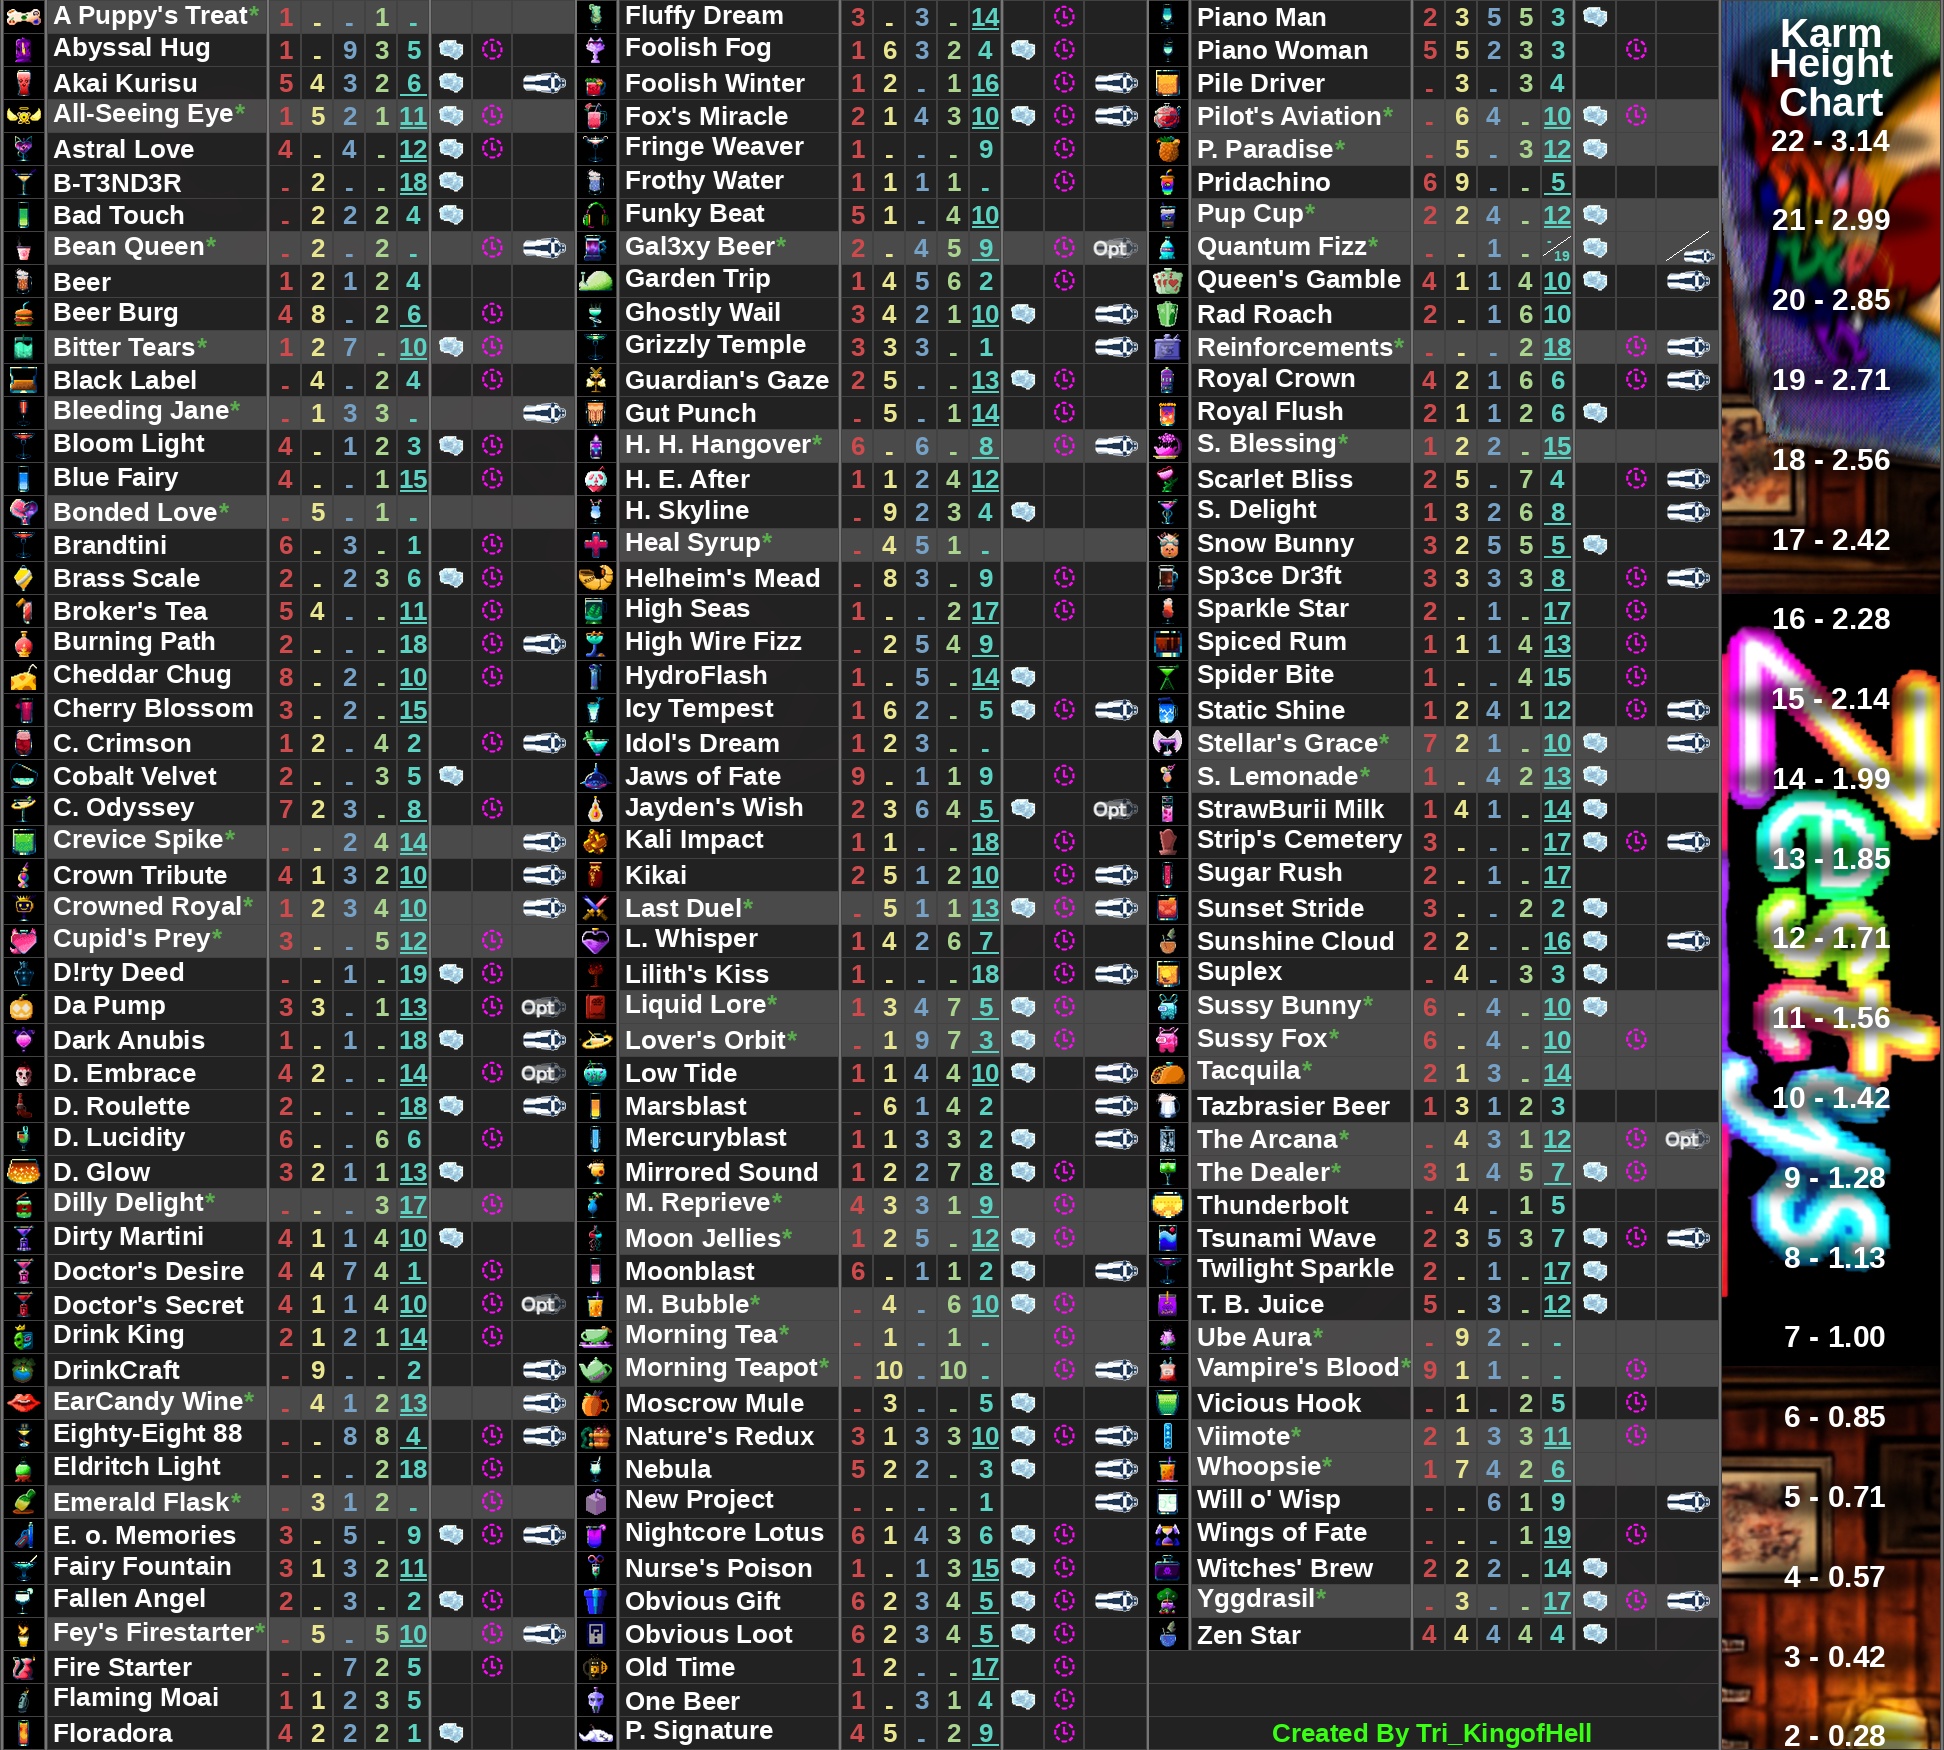 A Puppy's Treat* 1 - - 1 -
Abyssal Hug 1 - 9 3 5
Akai Kurisu 5 4 3 2 6
All-Seeing Eye* 1 5 2 1 11
Astral Love 4 - 4 - 12
B-T3ND3R - 2 - - 18
Bad Touch - 2 2 2 4
Bean Queen* - 2 - 2 -
Beer 1 2 1 2 4
Beer Burg 4 8 - 2 6
Bitter Tears* 1 2 7 - 10
Black Label - 4 - 2 4
Bleeding Jane* - 1 3 3 -
Bloom Light 4 - 1 2 3
Blue Fairy 4 - - 1 15
Bonded Love* - 5 - 1 -
Brandtini 6 - 3 - 1
Brass Scale 2 - 2 3 6
Broker's Tea 5 4 - - 11
Burning Path 2 - - - 18
Cheddar Chug 8 - 2 - 10
Cherry Blossom 3 - 2 - 15
C. Crimson 1 2 - 4 2
Cobalt Velvet 2 - - 3 5
C. Odyssey 7 2 3 - 8
Crevice Spike* - - 2 4 14
Crown Tribute 4 1 3 2 10
Crowned Royal* 1 2 3 4 10
Cupid's Prey* 3 - - 5 12
D!rty Deed - - 1 - 19
Da Pump 3 3 - 1 13 Opt
Dark Anubis 1 - 1 - 18
D. Embrace 4 2 - - 14 Opt
D. Roulette 2 - - - 18
D. Lucidity 6 - - 6 6
D. Glow 3 2 1 1 13
Dilly Delight* - - - 3 17
Dirty Martini 4 1 1 4 10
Doctor's Desire 4 4 7 4 1
Doctor's Secret 4 1 1 4 10 Opt
Drink King 2 1 2 1 14
DrinkCraft - 9 - - 2
EarCandy Wine* - 4 1 2 13
Eighty-Eight 88 - - 8 8 4
Eldritch Light - - - 2 18
Emerald Flask* - 3 1 2 -
E. o. Memories 3 - 5 - 9
Fairy Fountain 3 1 3 2 11
Fallen Angel 2 - 3 - 2
Fey's Firestarter* - 5 - 5 10
Fire Starter - - 7 2 5
Flaming Moai 1 1 2 3 5
Floradora 4 2 2 2 1
Fluffy Dream 3 - 3 - 14
Foolish Fog 1 6 3 2 4
Foolish Winter 1 2 - 1 16
Fox's Miracle 2 1 4 3 10
Fringe Weaver 1 - - - 9
Frothy Water 1 1 1 1 -
Funky Beat 5 1 - 4 10
Gal3xy Beer* 2 - 4 5 9 Opt
Garden Trip 1 4 5 6 2
Ghostly Wail 3 4 2 1 10
Grizzly Temple 3 3 3 - 1
Guardian's Gaze 2 5 - - 13
Gut Punch - 5 - 1 14
H. H. Hangover* 6 - 6 - 8
H. E. After 1 1 2 4 12
H. Skyline - 9 2 3 4
Heal Syrup* - 4 5 1 -
Helheim's Mead - 8 3 - 9
High Seas 1 - - 2 17
High Wire Fizz - 2 5 4 9
HydroFlash 1 - 5 - 14
Icy Tempest 1 6 2 - 5
Idol's Dream 1 2 3 - -
Jaws of Fate 9 - 1 1 9
Jayden's Wish 2 3 6 4 5 Opt
Kali Impact 1 1 - - 18
Kikai 2 5 1 2 10
Last Duel* - 5 1 1 13
L. Whisper 1 4 2 6 7
Lilith's Kiss 1 - - - 18
Liquid Lore* 1 3 4 7 5
Lover's Orbit* - 1 9 7 3
Low Tide 1 1 4 4 10
Marsblast - 6 1 4 2
Mercuryblast 1 1 3 3 2
Mirrored Sound 1 2 2 7 8
M. Reprieve* 4 3 3 1 9
Moon Jellies* 1 2 5 - 12
Moonblast 6 - 1 1 2
M. Bubble* - 4 - 6 10
Morning Tea* - 1 - 1 -
Morning Teapot* - 10 - 10 -
Moscrow Mule - 3 - - 5
Nature's Redux 3 1 3 3 10
Nebula 5 2 2 - 3
New Project - - - - 1
Nightcore Lotus 6 1 4 3 6
Nurse's Poison 1 - 1 3 15
Obvious Gift 6 2 3 4 5
Obvious Loot 6 2 3 4 5
Old Time 1 2 - - 17
One Beer 1 - 3 1 4
P. Signature 4 5 - 2 9
Piano Man 2 3 5 5 3
Piano Woman 5 5 2 3 3
Pile Driver - 3 - 3 4
Pilot's Aviation* - 6 4 - 10
P. Paradise* - 5 - 3 12
Pridachino 6 9 - - 5
Pup Cup* 2 2 4 - 12
Quantum Fizz* - - 1 - -/19
Queen's Gamble 4 1 1 4 10
Rad Roach 2 - 1 6 10
Reinforcements* - - - 2 18
Royal Crown 4 2 1 6 6
Royal Flush 2 1 1 2 6
S. Blessing* 1 2 2 - 15
Scarlet Bliss 2 5 - 7 4
S. Delight 1 3 2 6 8
Snow Bunny 3 2 5 5 5
Sp3ce Dr3ft 3 3 3 3 8
Sparkle Star 2 - 1 - 17
Spiced Rum 1 1 1 4 13
Spider Bite 1 - - 4 15
Static Shine 1 2 4 1 12
Stellar's Grace* 7 2 1 - 10
S. Lemonade* 1 - 4 2 13
StrawBurii Milk 1 4 1 - 14
Strip's Cemetery 3 - - - 17
Sugar Rush 2 - 1 - 17
Sunset Stride 3 - - 2 2
Sunshine Cloud 2 2 - - 16
Suplex - 4 - 3 3
Sussy Bunny* 6 - 4 - 10
Sussy Fox* 6 - 4 - 10
Tacquila* 2 1 3 - 14
Tazbrasier Beer 1 3 1 2 3
The Arcana* - 4 3 1 12 Opt
The Dealer* 3 1 4 5 7
Thunderbolt - 4 - 1 5
Tsunami Wave 2 3 5 3 7
Twilight Sparkle 2 - 1 - 17
T. B. Juice 5 - 3 - 12
Ube Aura* - 9 2 - -
Vampire's Blood* 9 1 1 - -
Vicious Hook - 1 - 2 5
Viimote* 2 1 3 3 11
Whoopsie* 1 7 4 2 6
Will o' Wisp - - 6 1 9
Wings of Fate - - - 1 19
Witches' Brew 2 2 2 - 14
Yggdrasil* - 3 - - 17
Zen Star 4 4 4 4 4
Created By Tri_KingofHell
Karm
Height
Chart
22 - 3.14
21 - 2.99
20 - 2.85
19 - 2.71
18 - 2.56
17 - 2.42
16 - 2.28
15 - 2.14
14 - 1.99
13 - 1.85
12 - 1.71
11 - 1.56
10 - 1.42
9 - 1.28
8 - 1.13
7 - 1.00
6 - 0.85
5 - 0.71
4 - 0.57
3 - 0.42
2 - 0.28